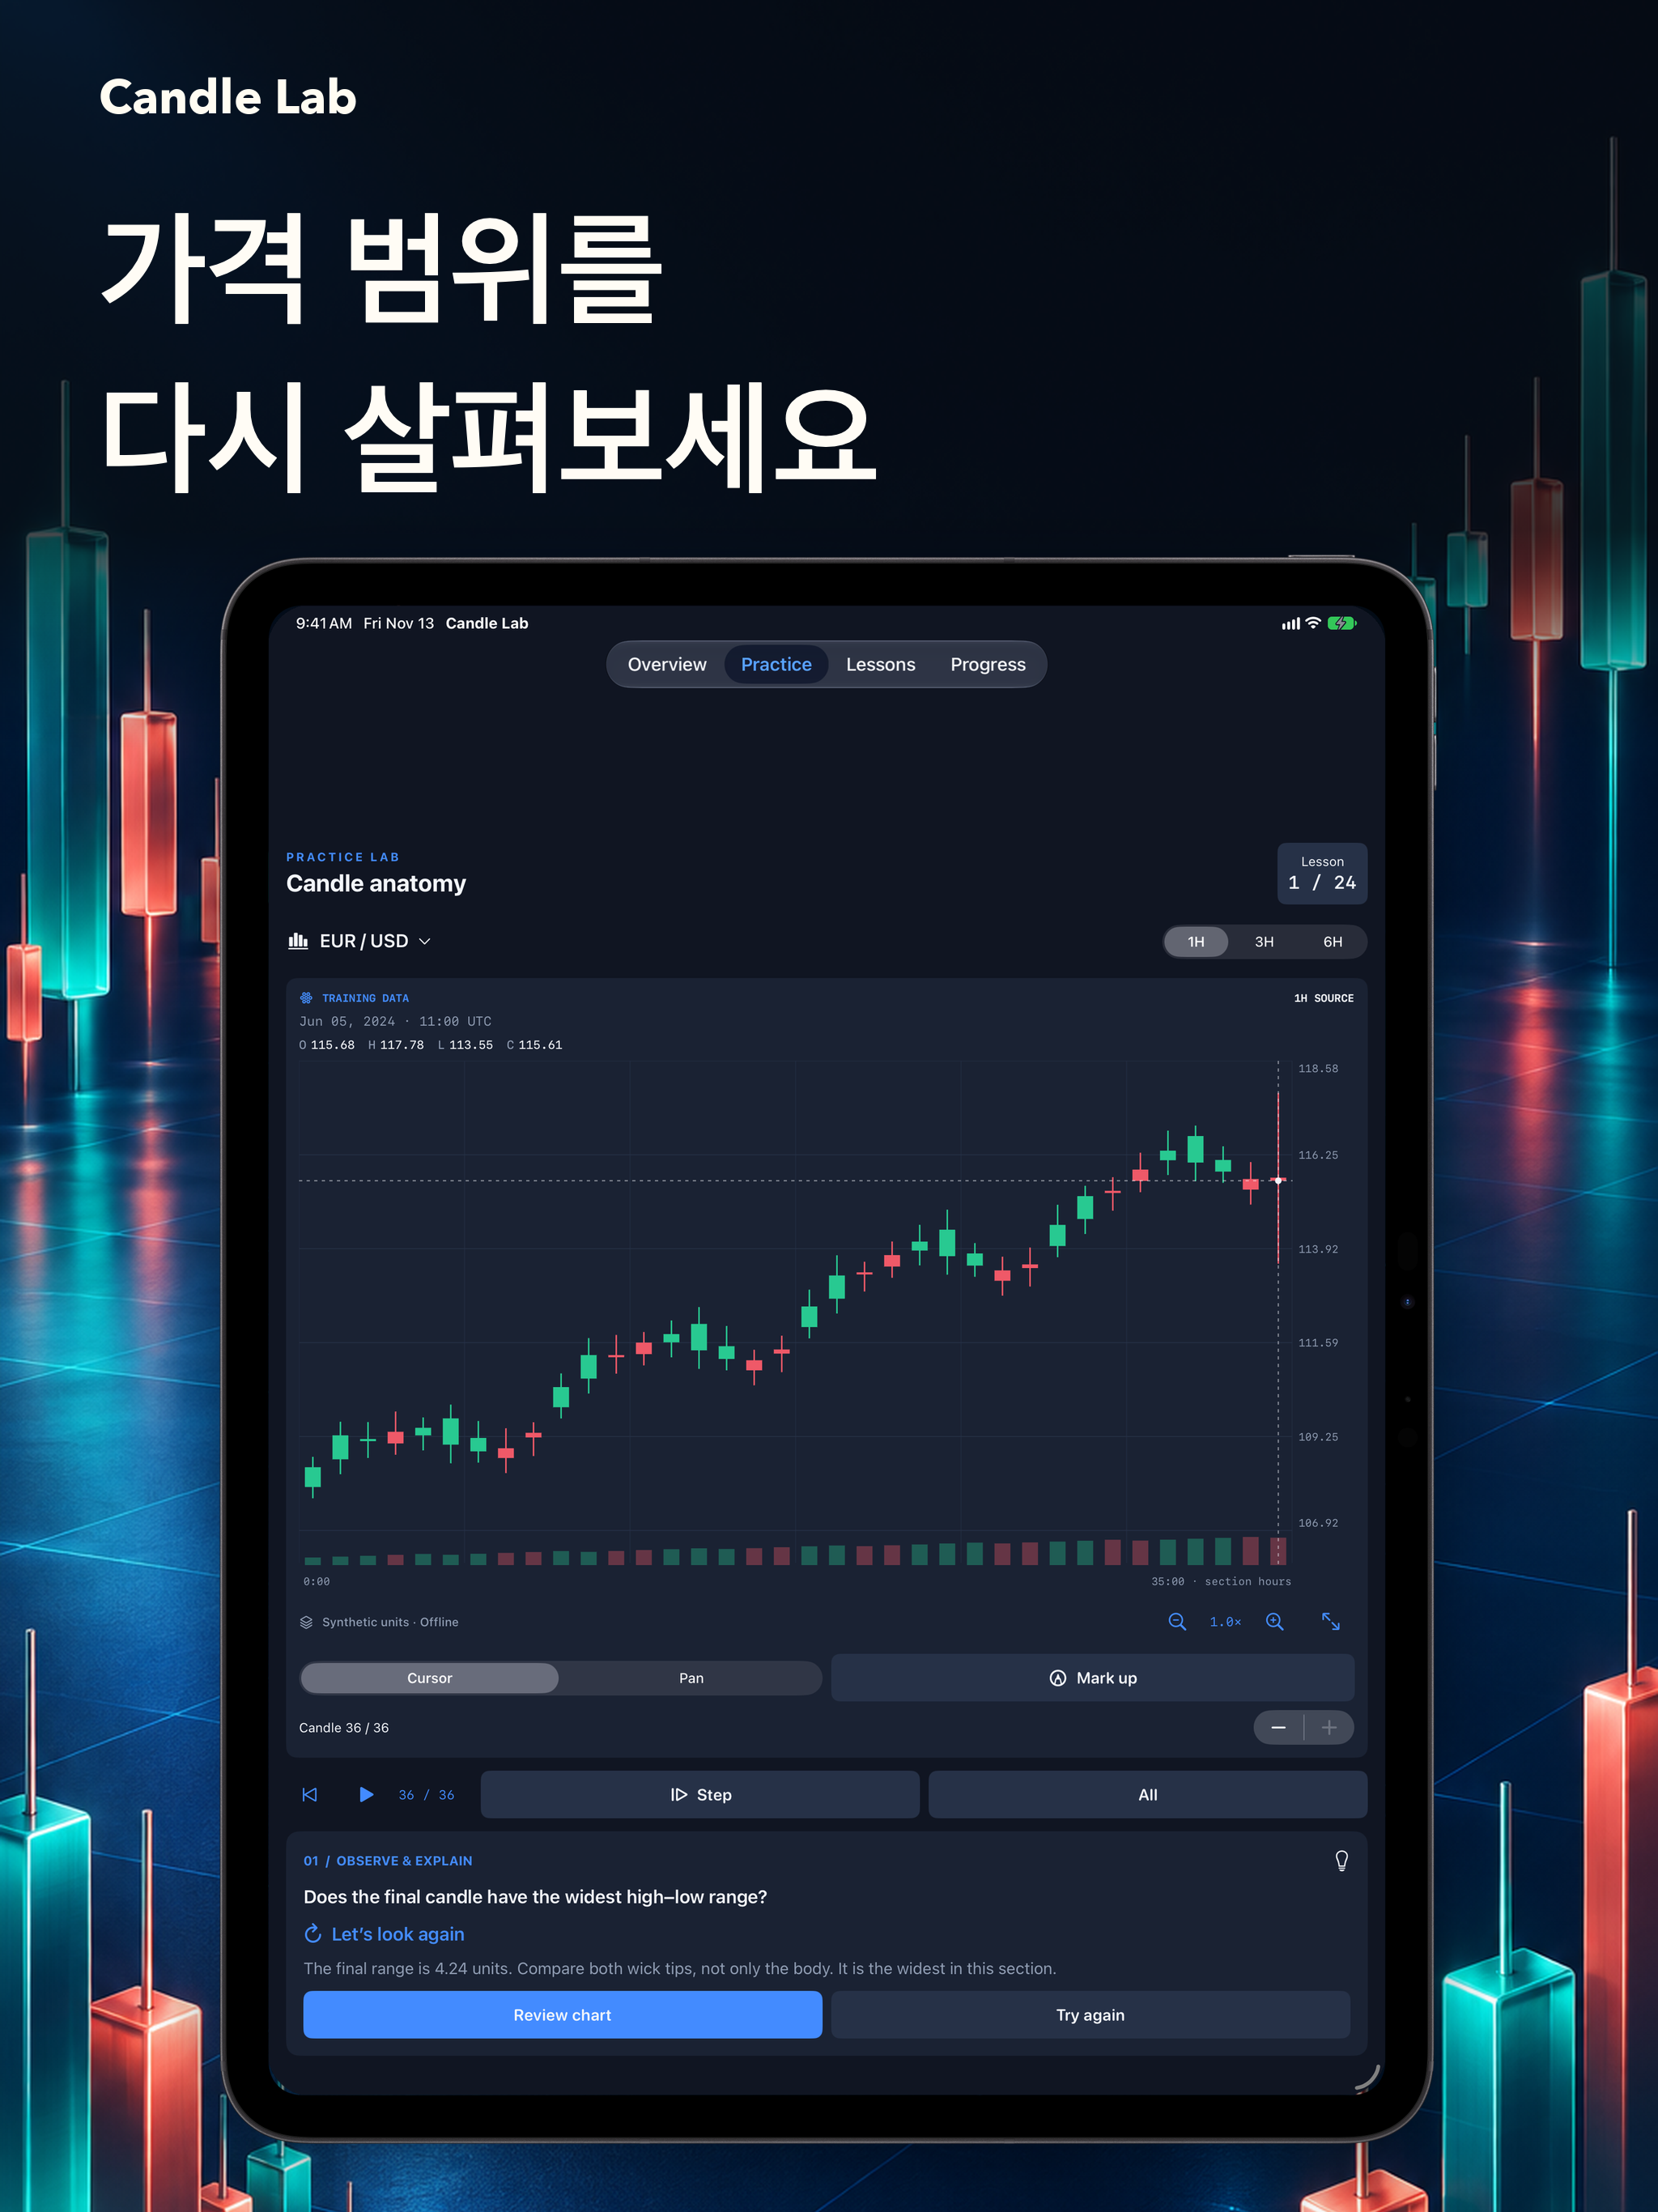 Candle Lab
가격 범위를
다시 살펴보세요
9:41 AM Fri Nov 13 Candle Lab
Overview Practice Lessons Progress
PRACTICE LAB
Candle anatomy
Lesson
1 / 24
EUR / USD
1H 3H 6H
TRAINING DATA
1H SOURCE
Jun 05, 2024 · 11:00 UTC
O 115.68 H 117.78 L 113.55 C 115.61
118.58
116.25
113.92
111.59
109.25
106.92
0:00
35:00 · section hours
Synthetic units · Offline
1.0×
Cursor Pan
Mark up
Candle 36 / 36
36 / 36
Step
All
01 / OBSERVE & EXPLAIN
Does the final candle have the widest high–low range?
Let's look again
The final range is 4.24 units. Compare both wick tips, not only the body. It is the widest in this section.
Review chart
Try again